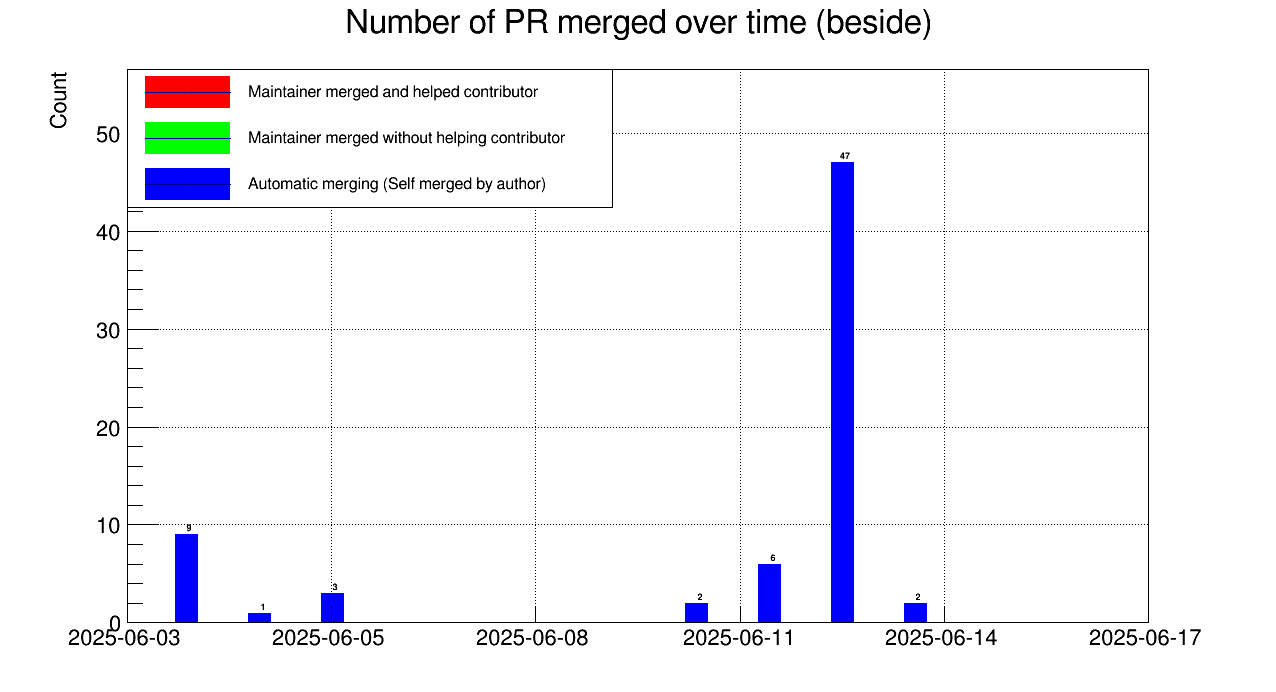 Number of PR merged over time (beside)
Count
Maintainer merged and helped contributor
Maintainer merged without helping contributor
Automatic merging (Self merged by author)
50
40
30
20
10
0
47
9
1
3
2
6
2
2025-06-03 2025-06-05 2025-06-08 2025-06-11 2025-06-14 2025-06-17